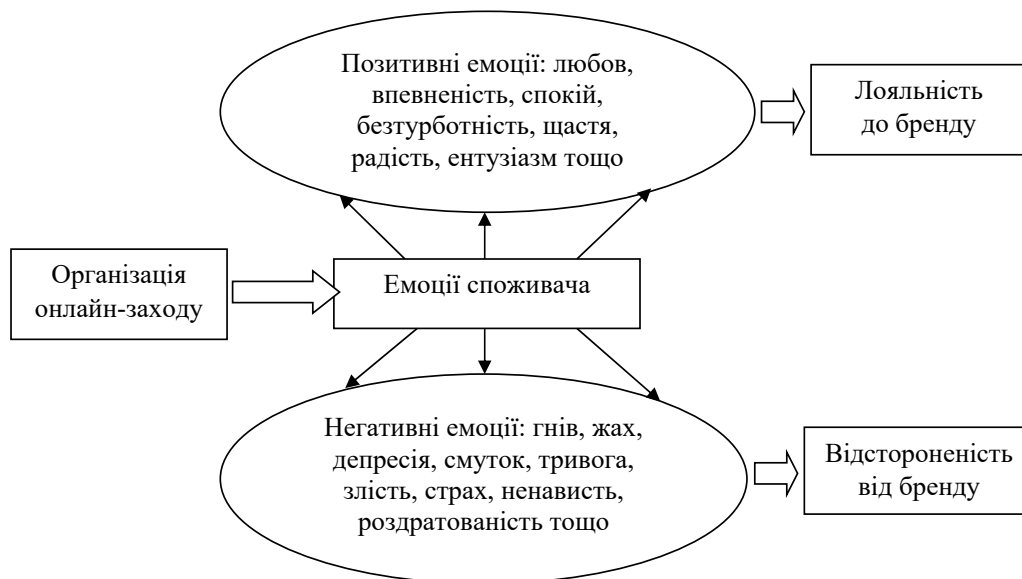 Позитивні емоції: любов,
впевненість, спокій,
безтурботність, щастя,
радість, ентузіазм тощо
Лояльність
до бренду
Організація
онлайн-заходу
Емоції споживача
Негативні емоції: гнів, жах,
депресія, смуток, тривога,
злість, страх, ненависть,
роздратованість тощо
Відстороненість
від бренду